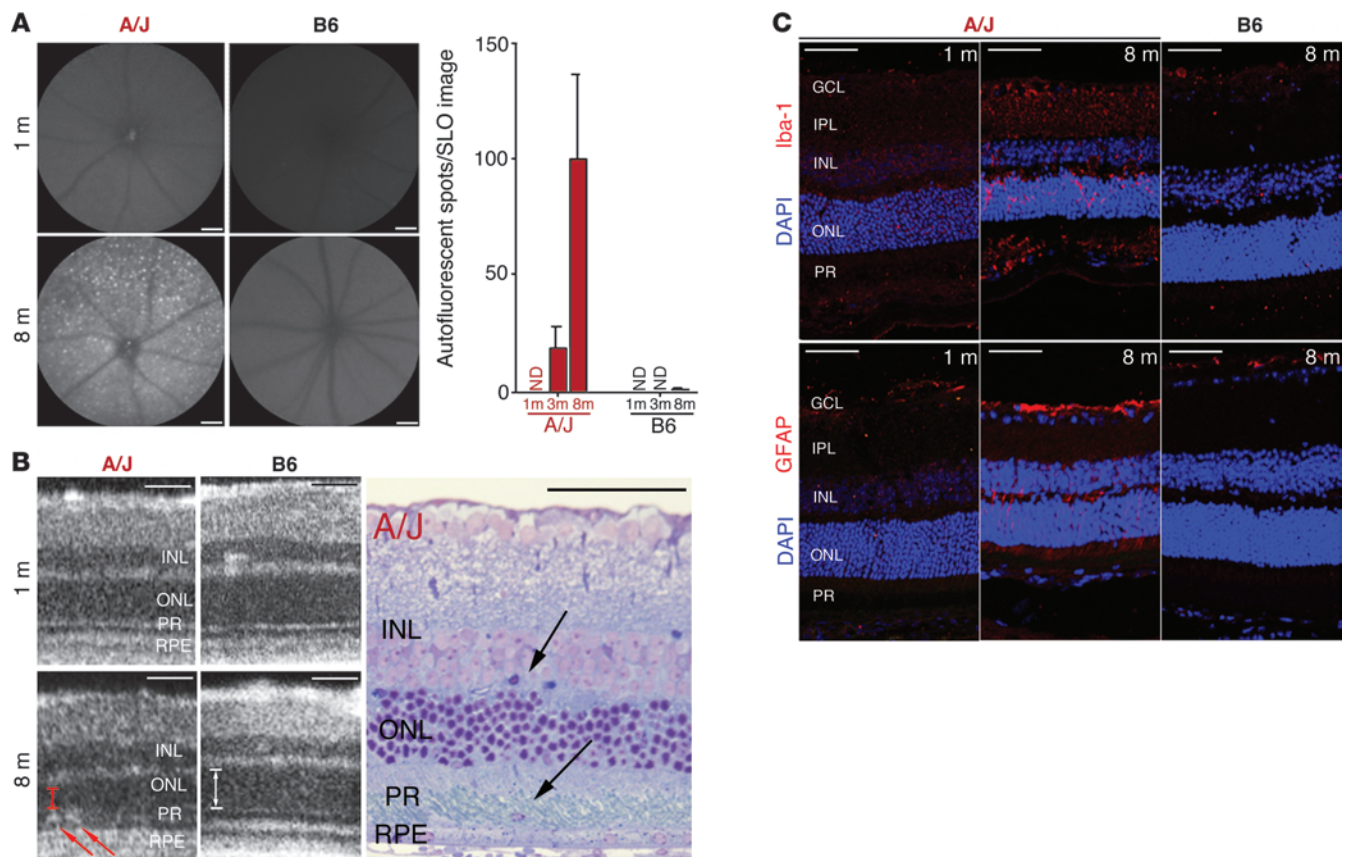 A
A/J
B6
1 m
8 m
Autofluorescent spots/SLO image
150
100
50
0
ND
ND
ND
1m 3m 8m
1m 3m 8m
A/J
B6
B
A/J
B6
1 m
INL
ONL
PR
RPE
8 m
INL
ONL
PR
RPE
A/J
INL
ONL
PR
RPE
C
A/J
B6
Iba-1
DAPI
1 m
8 m
8 m
GCL
IPL
INL
ONL
PR
GFAP
DAPI
1 m
8 m
8 m
GCL
IPL
INL
ONL
PR